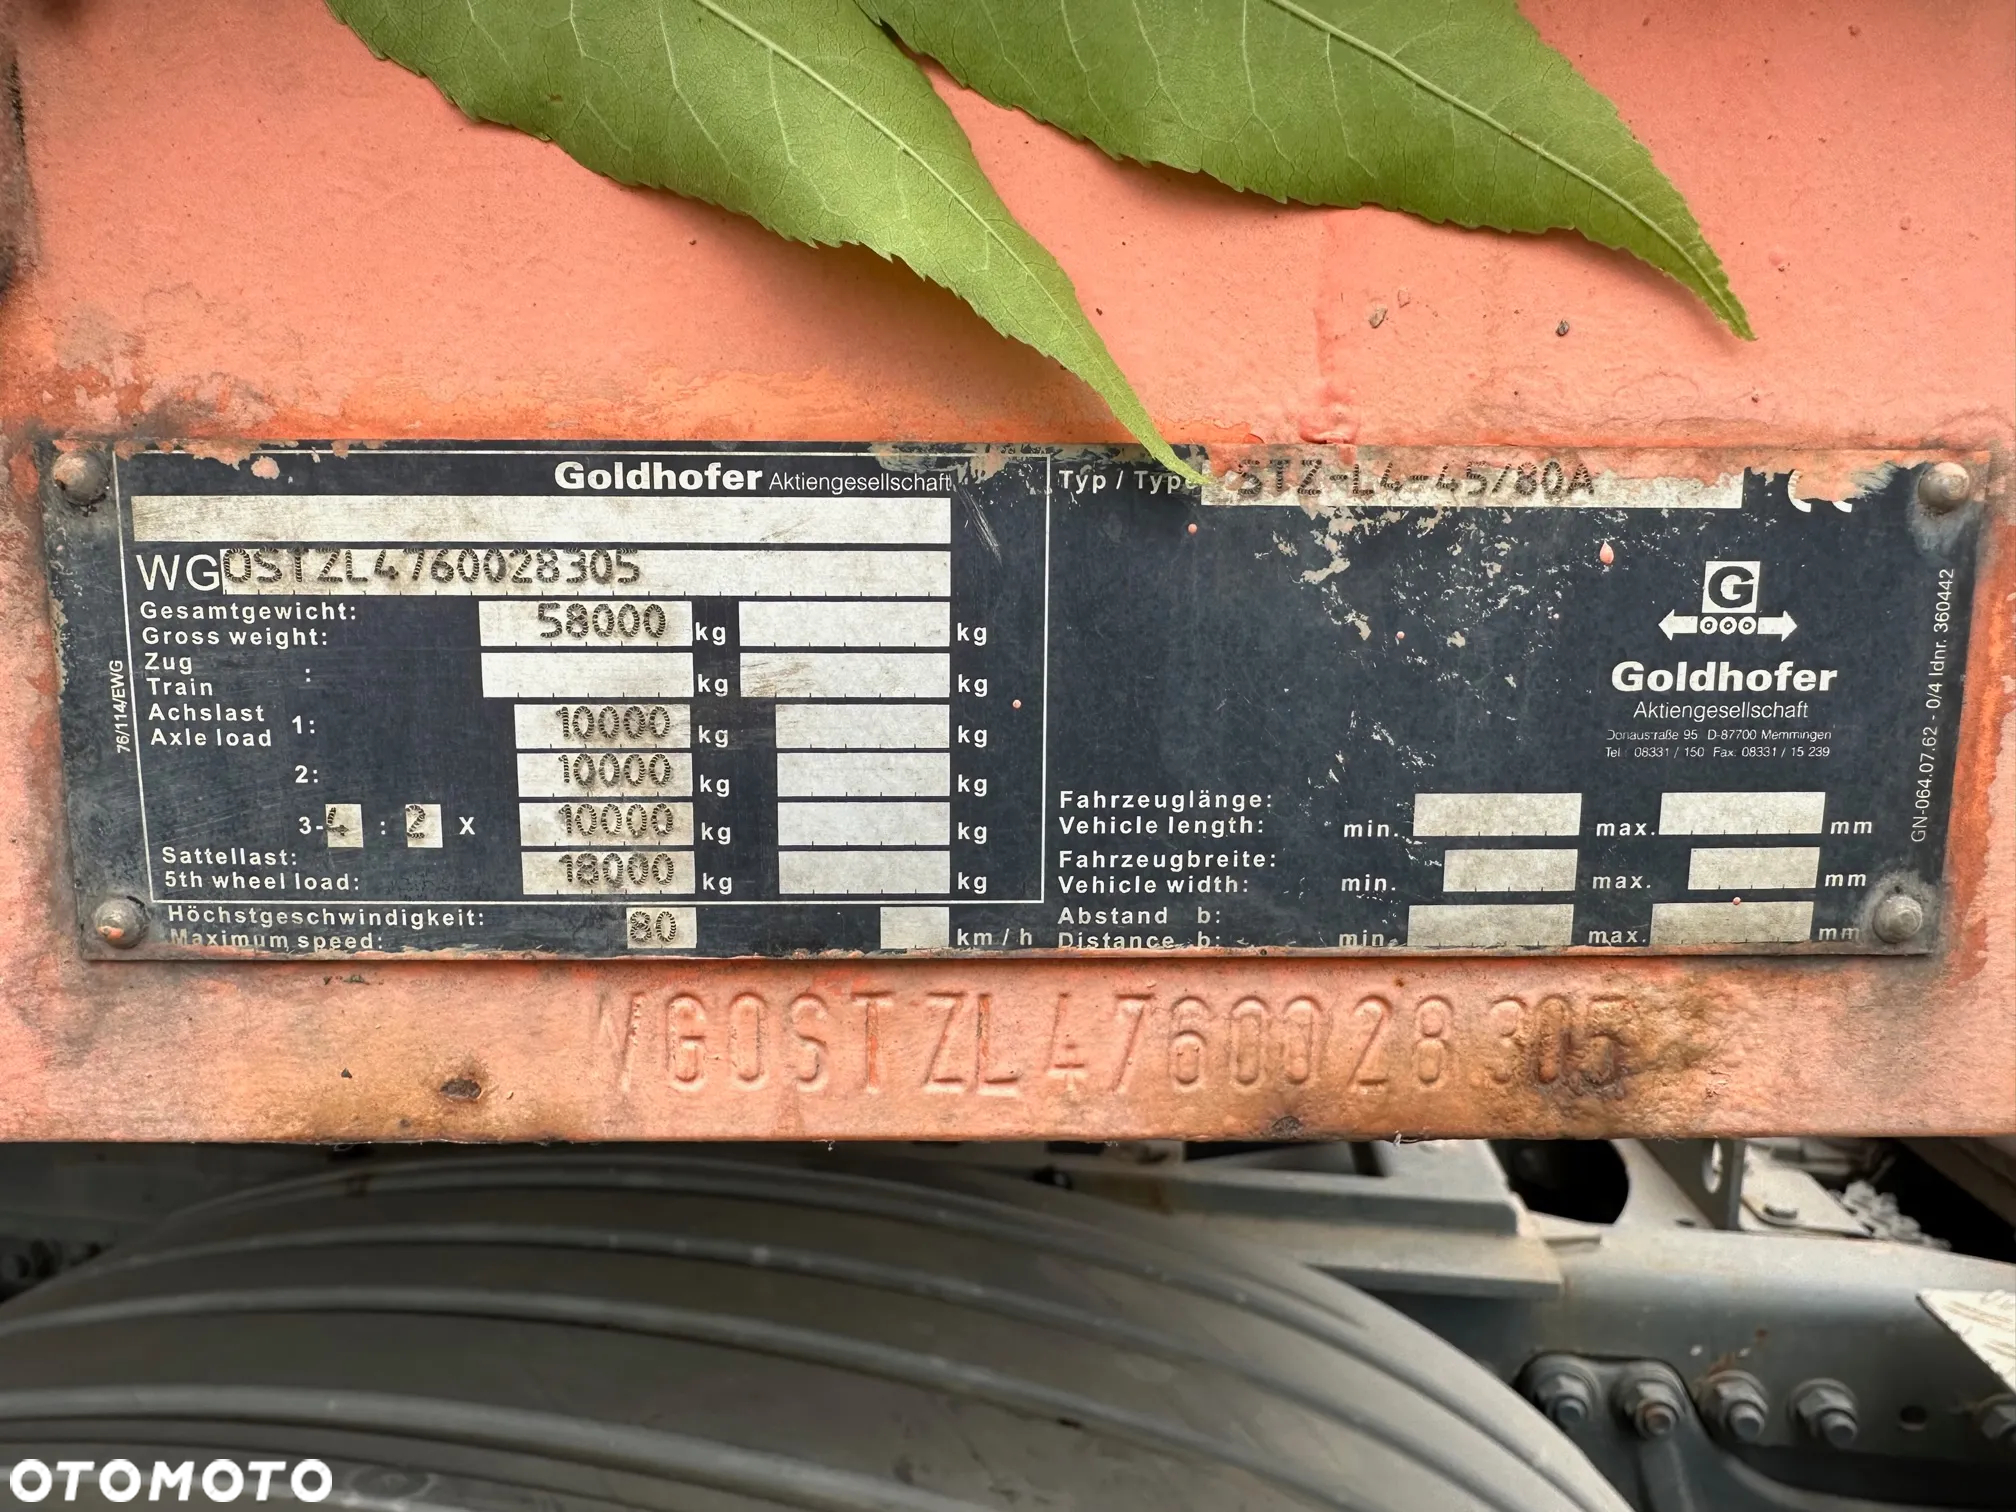 Goldhofer Aktiengesellschaft
WG0STZL4760028305
Gesamtgewicht:
Gross weight: 58000 kg kg
Zug
Train : kg kg
Achslast
Axle load 1: 10000 kg kg
2: 10000 kg kg
3-4 : 2 x 10000 kg kg
Sattellast:
5th wheel load: 18000 kg kg
Höchstgeschwindigkeit:
Maximum speed: 80 km/h
76/114/EWG
Typ / Type STZ-L4-45/80A
G
Goldhofer
Aktiengesellschaft
Donaustraße 95 D-87700 Memmingen
Tel. 08331 / 150 Fax. 08331 / 15 239
Fahrzeuglänge:
Vehicle length: min. max. mm
Fahrzeugbreite:
Vehicle width: min. max. mm
Abstand b:
Distance b: min. max. mm
GN-064.07.62 - 0/4 Idnr. 360442
WG0STZL4760028305
OTOMOTO